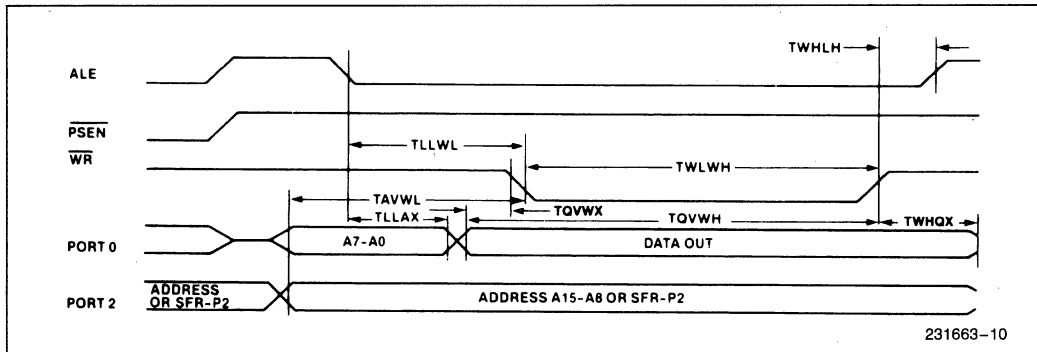 TWHLH
ALE
PSEN
TLLWL
TWLWH
WR
TAVWL
TQVWX
TLLAX
TQVWH
TWHQX
PORT 0
A7-A0
DATA OUT
PORT 2
ADDRESS
OR SFR-P2
ADDRESS A15-A8 OR SFR-P2
231663-10